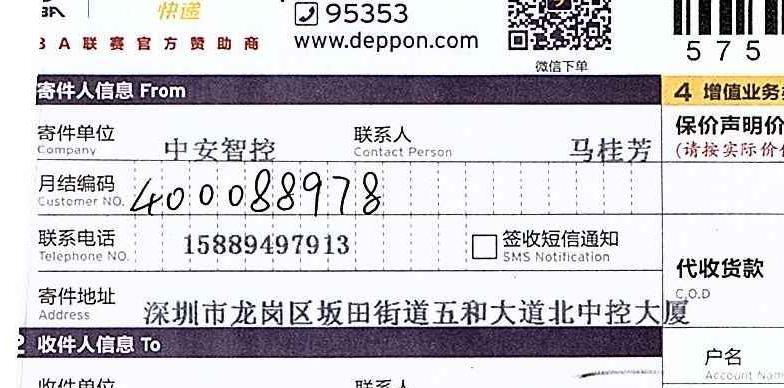 快递
BA联赛官方赞助商
95353
www.deppon.com
微信下单
575
寄件人信息 From
4 增值业务
寄件单位 Company 中安智控 联系人 Contact Person 马桂芳
保价声明价
(请按实际价
月结编码 Customer NO. 400088978
联系电话 Telephone NO. 15889497913 签收短信通知 SMS Notification
代收货款
C.O.D
寄件地址 Address 深圳市龙岗区坂田街道五和大道北中控大厦
2 收件人信息 To
户名
Account Nam
收件单位 联系人